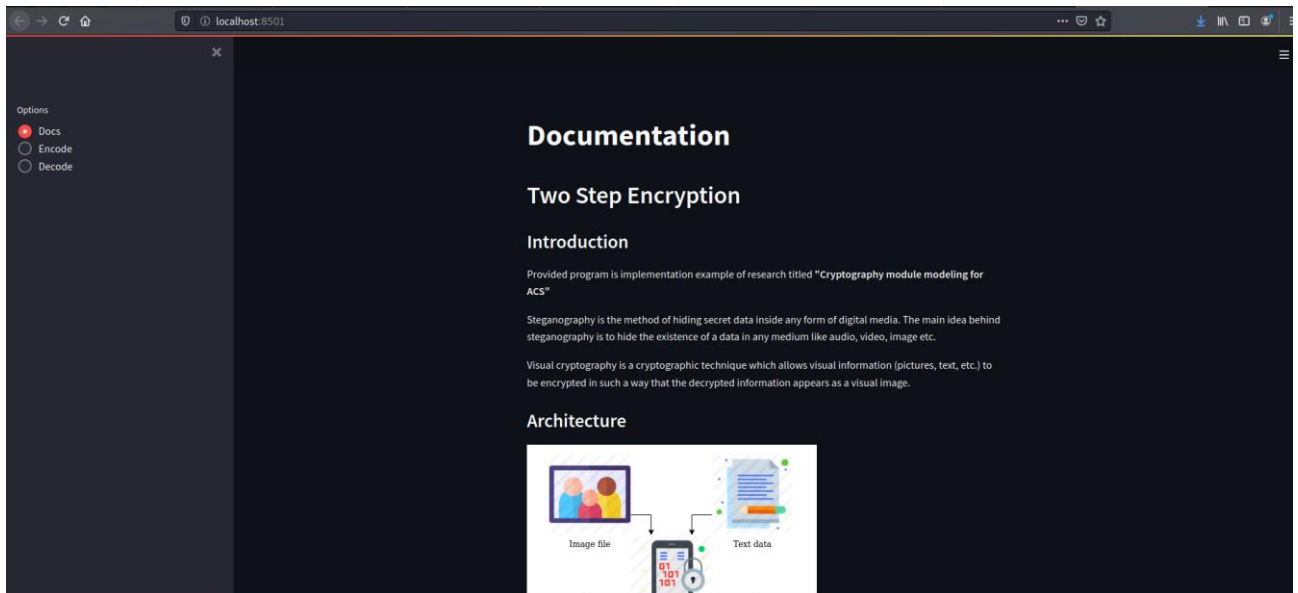 localhost:8501
Options
Docs
Encode
Decode
Documentation
Two Step Encryption
Introduction
Provided program is implementation example of research titled "Cryptography module modeling for
ACS"
Steganography is the method of hiding secret data inside any form of digital media. The main idea behind
steganography is to hide the existence of a data in any medium like audio, video, image etc.
Visual cryptography is a cryptographic technique which allows visual information (pictures, text, etc.) to
be encrypted in such a way that the decrypted information appears as a visual image.
Architecture
Image file
Text data
01
101
101